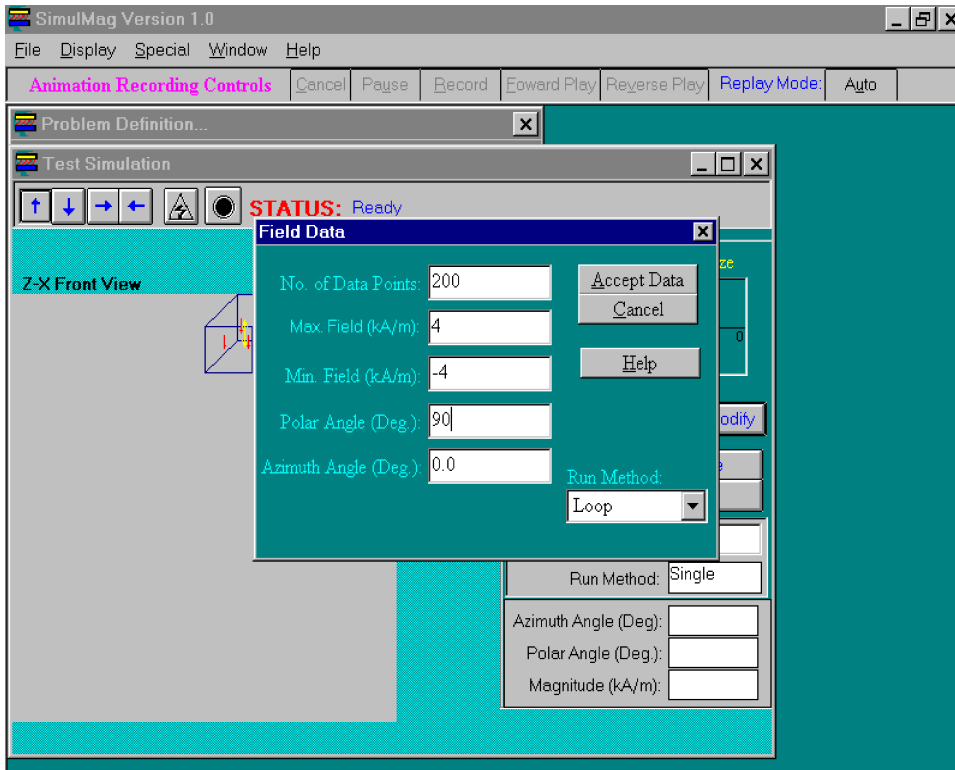 SimulMag Version 1.0
File Display Special Window Help
Animation Recording Controls Cancel Pause Record Foward Play Reverse Play Replay Mode: Auto
Problem Definition...
Test Simulation
STATUS: Ready
Field Data
Z-X Front View
No. of Data Points: 200
Accept Data
Max. Field (kA/m): 4
Cancel
0
Min. Field (kA/m): -4
Help
Polar Angle (Deg.): 90
Azimuth Angle (Deg.): 0.0
Run Method:
Loop
Run Method: Single
Azimuth Angle (Deg):
Polar Angle (Deg.):
Magnitude (kA/m):